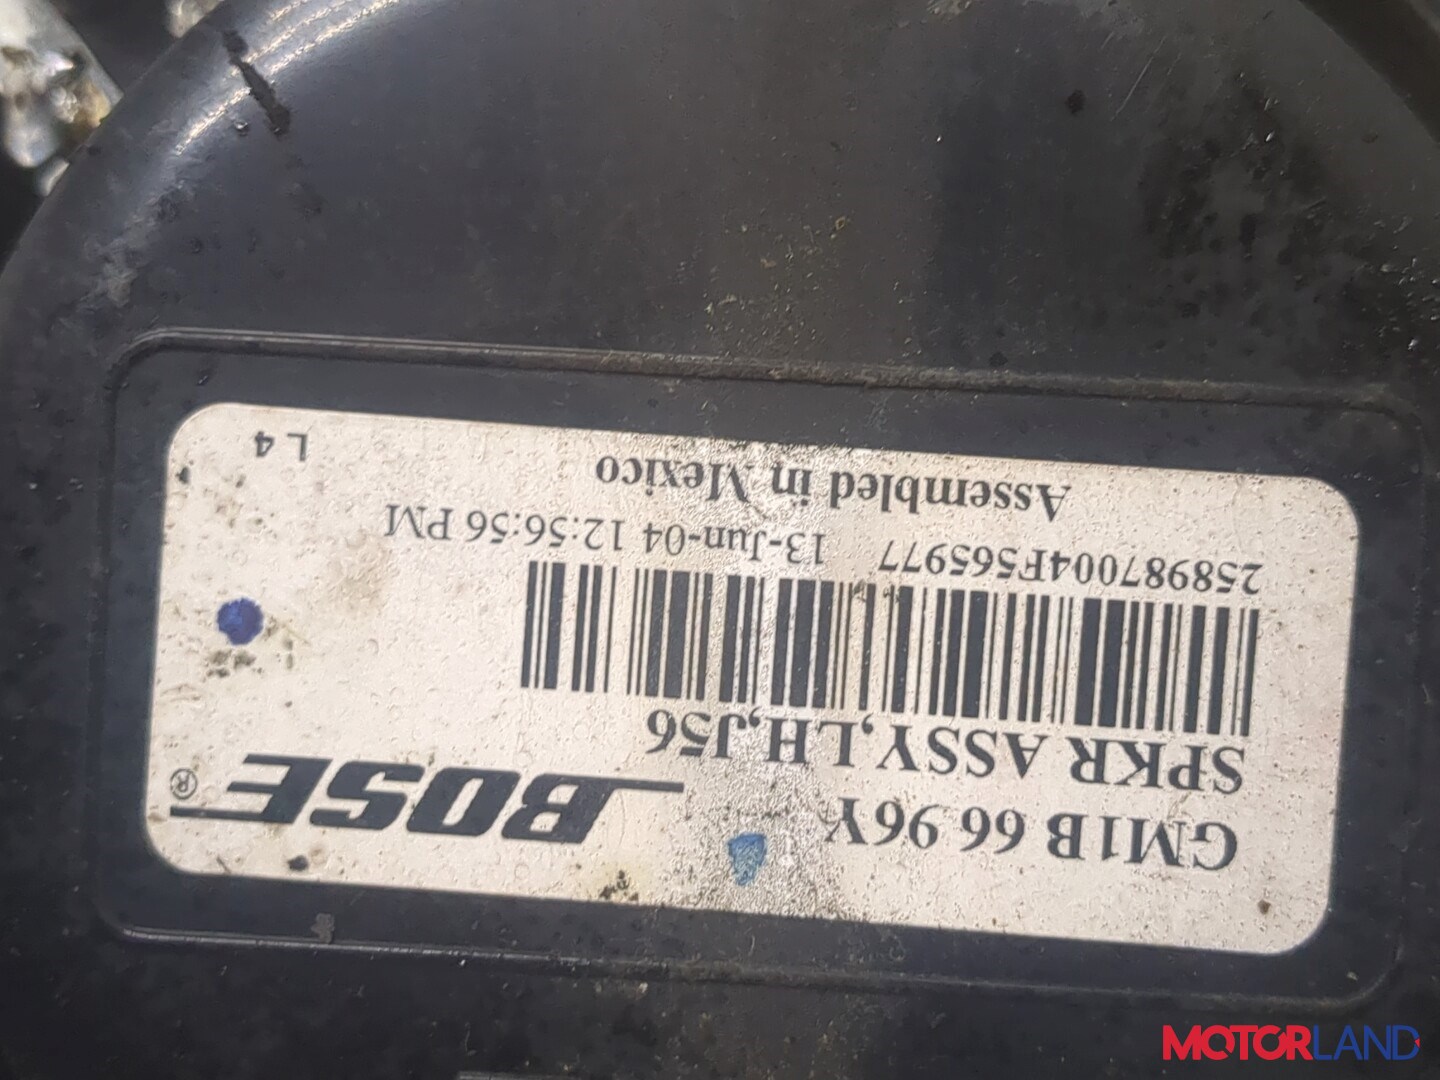 GM1B 66 96Y
BOSE®
SPKR ASSY,LH,J56
258987004F565977 13-Jun-04 12:56:56 PM
Assembled in Mexico
L 4
MOTORLAND